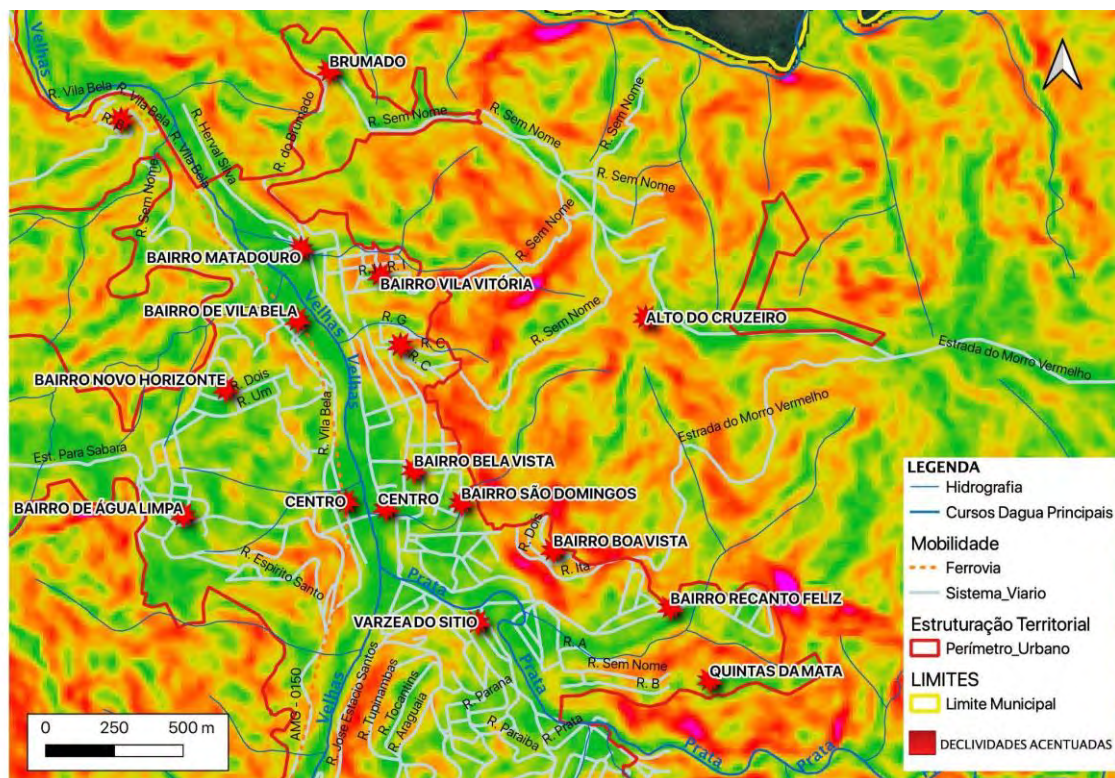 Velhas
BRUMADO
R. Vila Bela
R. Vila Bela
R. B
R. Vila Bela
R. Herval Silva
R. do Brumado
R. Sem Nome
R. Sem Nome
R. Sem Nome
R. Sem Nome
R. Sem Nome
R. Sem Nome
BAIRRO MATADOURO
R. I
BAIRRO VILA VITÓRIA
Velhas
BAIRRO DE VILA BELA
R. G
R. C
R. C
R. Sem Nome
ALTO DO CRUZEIRO
Estrada do Morro Vermelho
Velhas
BAIRRO NOVO HORIZONTE
R. Dois
R. Um
R. Vila Bela
Estrada do Morro Vermelho
Est. Para Sabara
BAIRRO BELA VISTA
BAIRRO DE ÁGUA LIMPA
CENTRO
CENTRO
BAIRRO SÃO DOMINGOS
R. Dois
BAIRRO BOA VISTA
R. Ita
R. Espirito Santo
Prata
BAIRRO RECANTO FELIZ
VARZEA DO SITIO
R. A
R. Sem Nome
R. B
QUINTAS DA MATA
AMG - 0150
Velhas
R. Jose Estacio Santos
R. Tupinambas
R. Tocantins
R. Araguaia
R. Parana
R. Paraiba
Prata
R. Prata
Prata
Prata
0 250 500 m
LEGENDA
Hidrografia
Cursos Dagua Principais
Mobilidade
Ferrovia
Sistema_Viario
Estruturação Territorial
Perímetro_Urbano
LIMITES
Limite Municipal
DECLIVIDADES ACENTUADAS